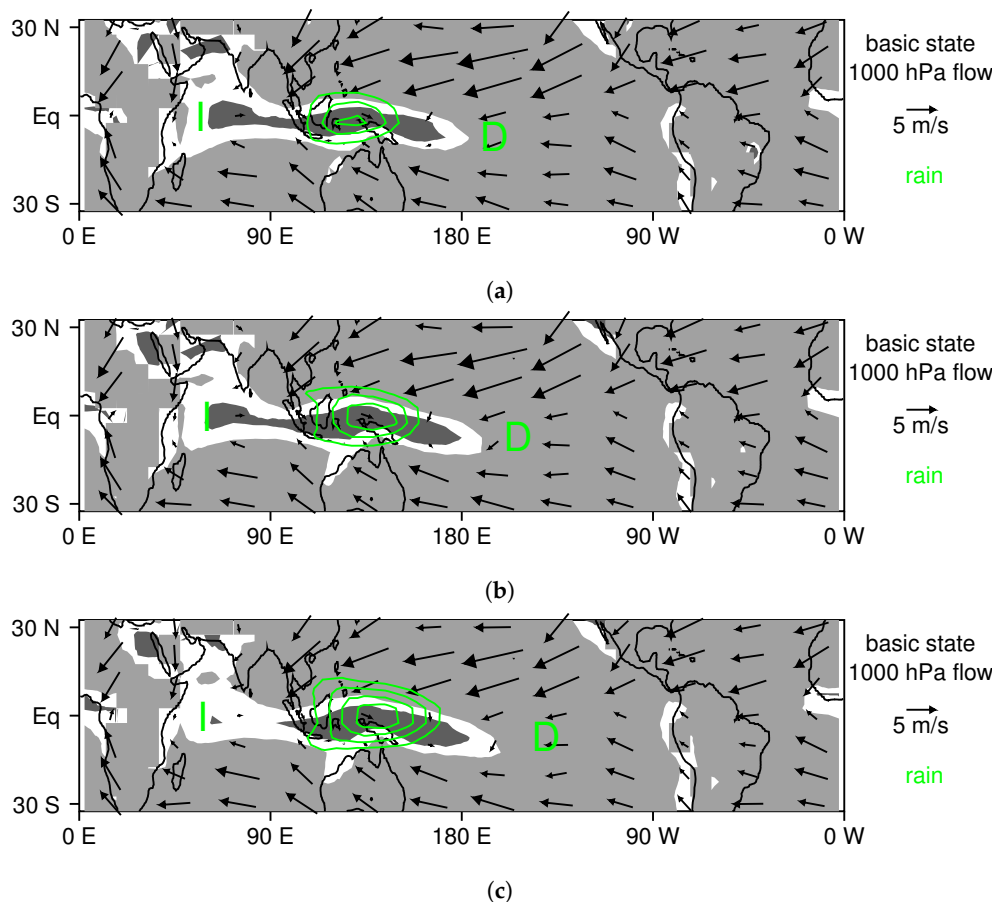 30 N
Eq
30 S
I
D
0 E 90 E 180 E 90 W 0 W
basic state
1000 hPa flow
5 m/s
rain
(a)
30 N
Eq
30 S
I
D
0 E 90 E 180 E 90 W 0 W
basic state
1000 hPa flow
5 m/s
rain
(b)
30 N
Eq
30 S
I
D
0 E 90 E 180 E 90 W 0 W
basic state
1000 hPa flow
5 m/s
rain
(c)